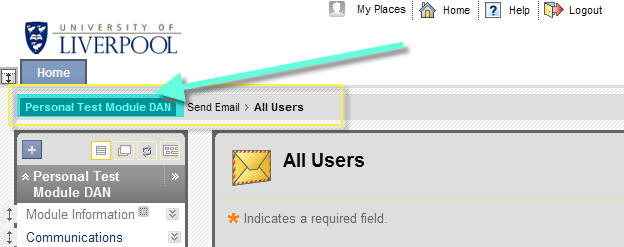 My Places Home Help Logout
UNIVERSITY OF
LIVERPOOL
Home
Personal Test Module DAN Send Email > All Users
Personal Test
Module DAN
Module Information
Communications
All Users
* Indicates a required field.